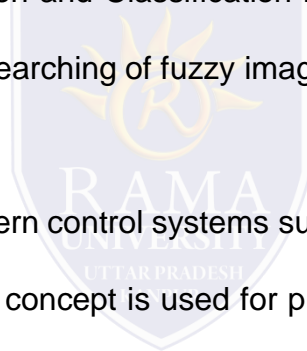 on and Classification
earching of fuzzy imag
RAMA
ern control systems su
UNIVERSITY
UTTAR PRADESH
concept is used for p